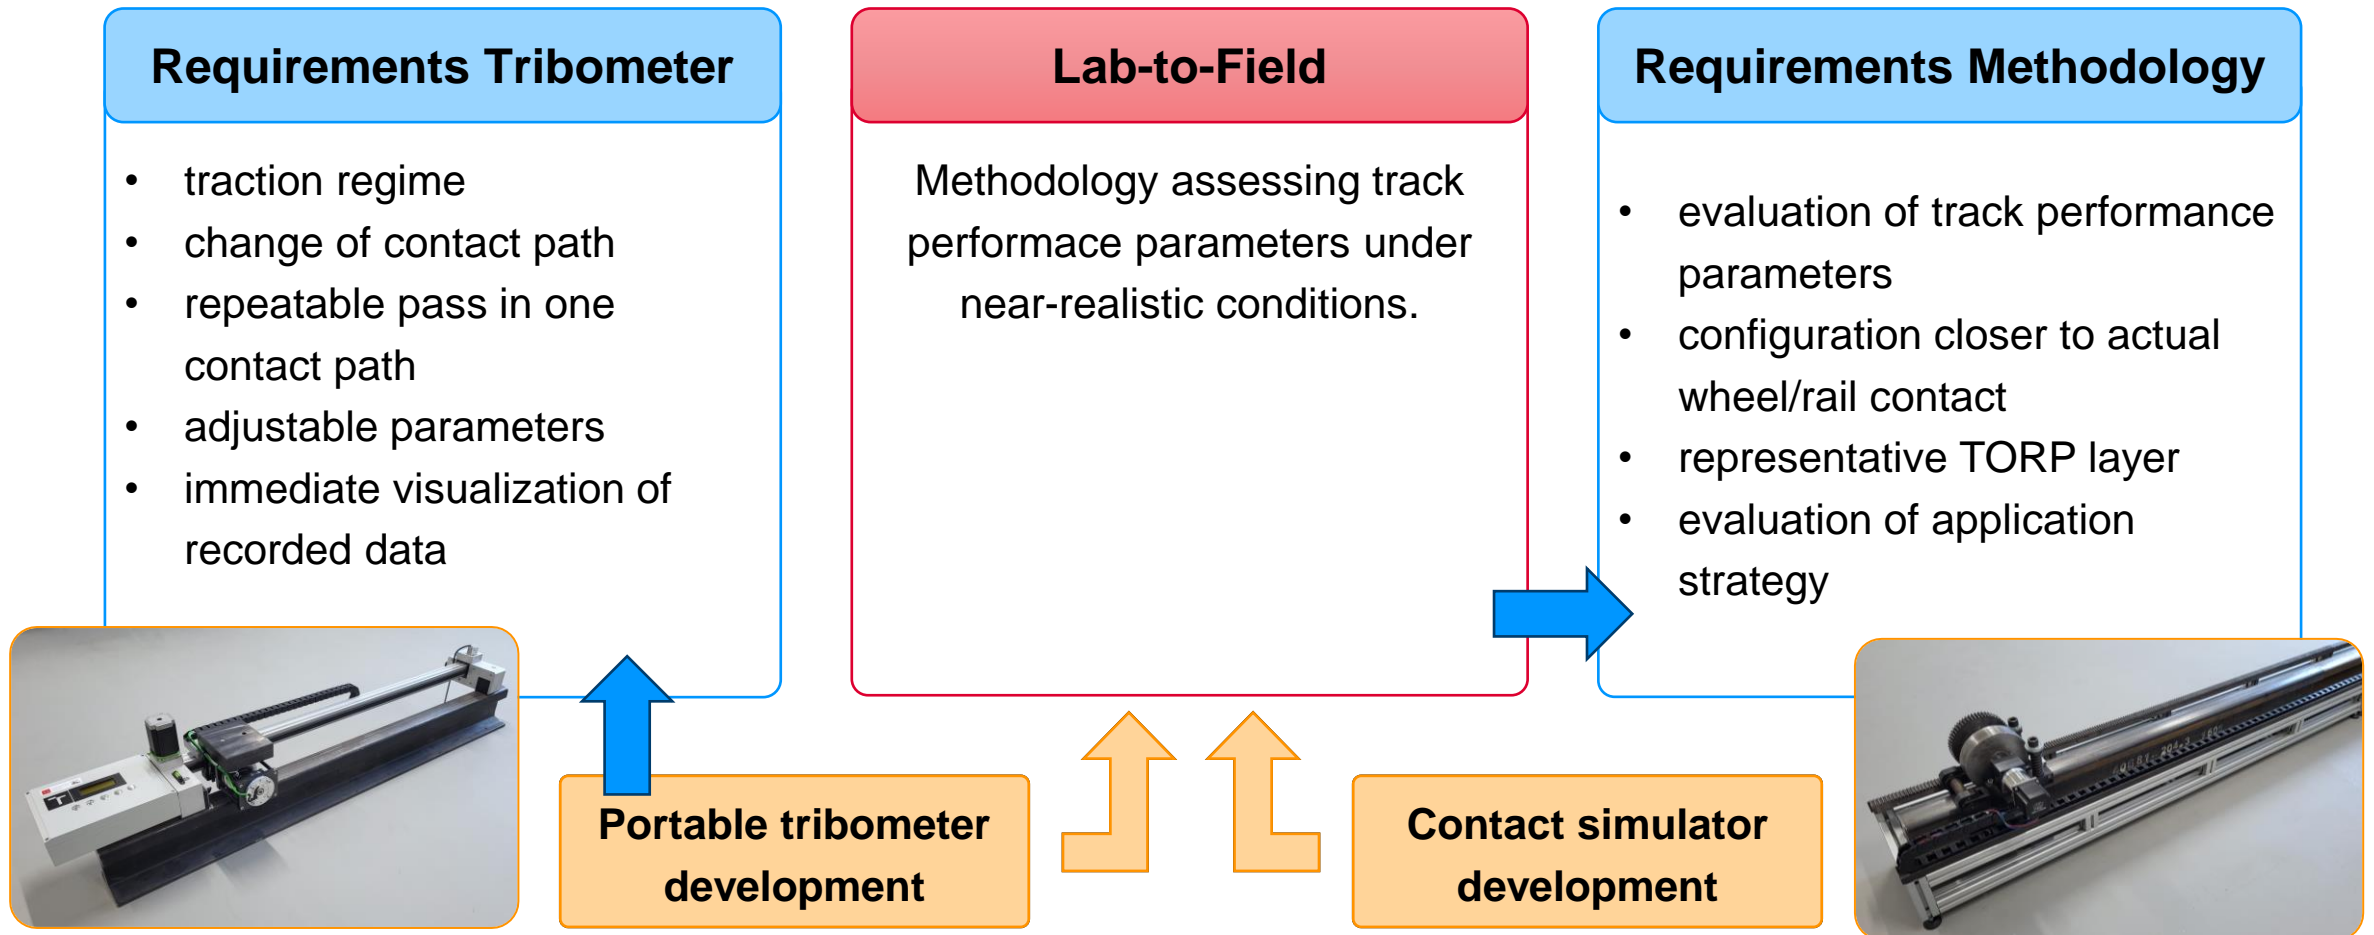 Requirements Tribometer
• traction regime
• change of contact path
• repeatable pass in one
contact path
• adjustable parameters
• immediate visualization of
recorded data
Lab-to-Field
Methodology assessing track
performace parameters under
near-realistic conditions.
Requirements Methodology
• evaluation of track performance
parameters
• configuration closer to actual
wheel/rail contact
• representative TORP layer
• evaluation of application
strategy
Portable tribometer
development
Contact simulator
development